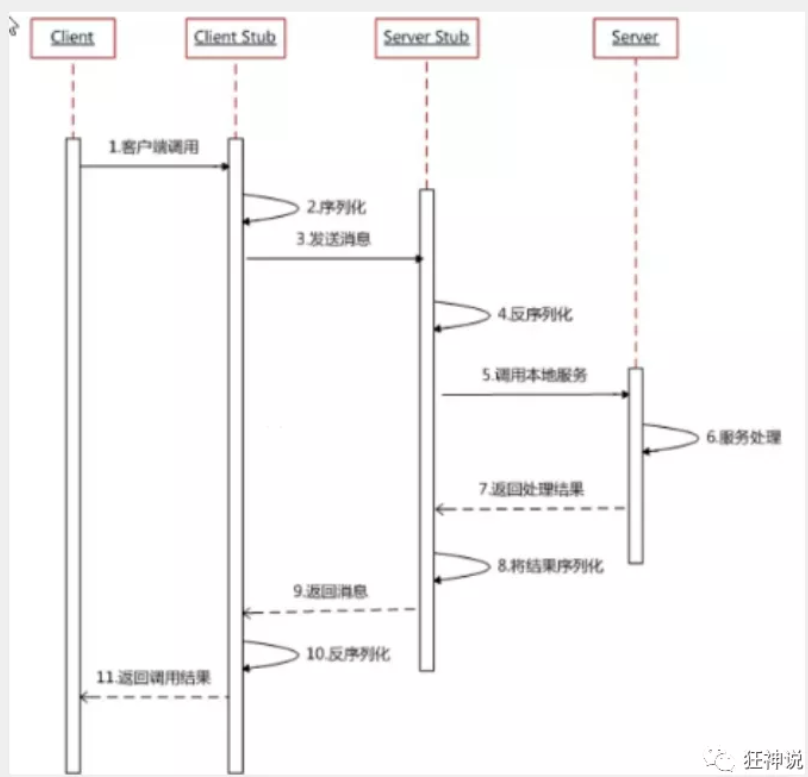 Client
Client Stub
Server Stub
Server
1.客户端调用
2.序列化
3.发送消息
4.反序列化
5.调用本地服务
6.服务处理
7.返回处理结果
8.将结果序列化
9.返回消息
10.反序列化
11.返回调用结果
狂神说